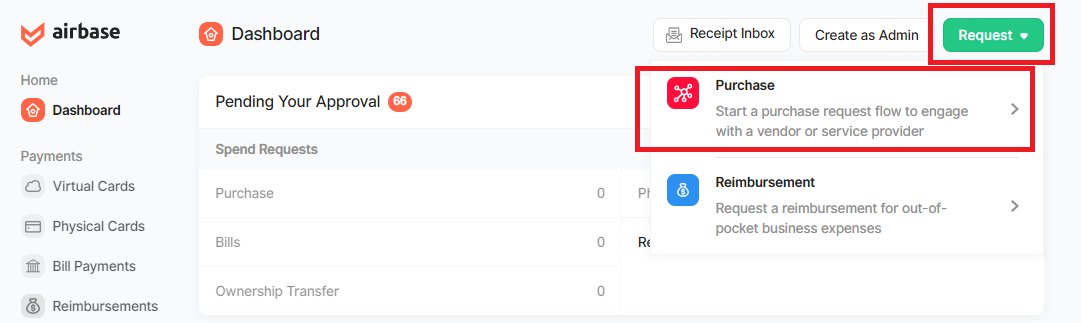 airbase
Dashboard
Receipt Inbox
Create as Admin
Request
Home
Dashboard
Payments
Virtual Cards
Physical Cards
Bill Payments
Reimbursements
Pending Your Approval 66
Spend Requests
Purchase 0
Bills 0
Ownership Transfer 0
Purchase
Start a purchase request flow to engage
with a vendor or service provider
Reimbursement
Request a reimbursement for out-of-
pocket business expenses